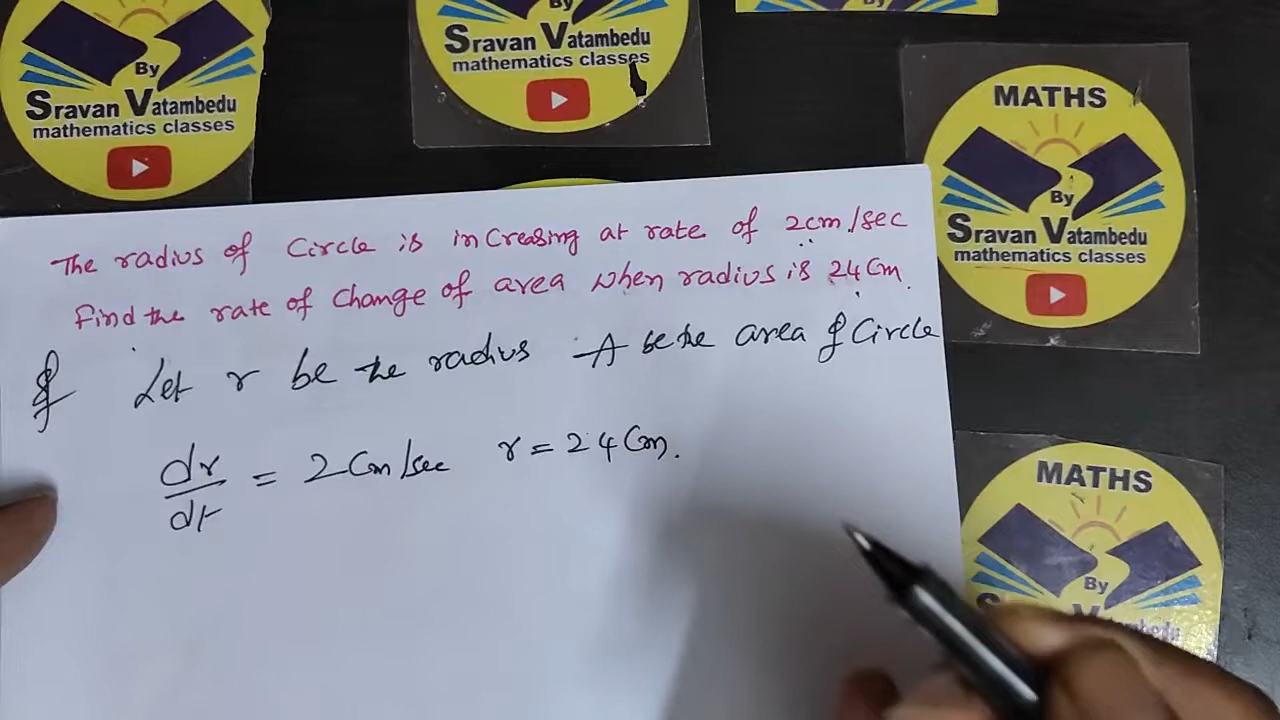 By
Sravan Vatambedu
mathematics classes
By
Sravan Vatambedu
mathematics classes
By
MATHS
By
Sravan Vatambedu
mathematics classes
The radius of Circle is increasing at rate of 2cm/sec
Find the rate of change of area when radius is 24cm.
Let r be the radius A be the area of Circle
dr/dt = 2cm/sec r = 24cm.
MATHS
By